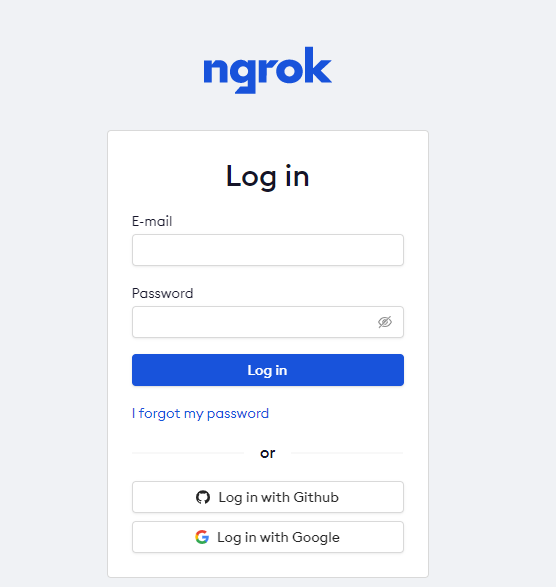 ngrok
Log in
E-mail
Password
Log in
I forgot my password
or
Log in with Github
Log in with Google